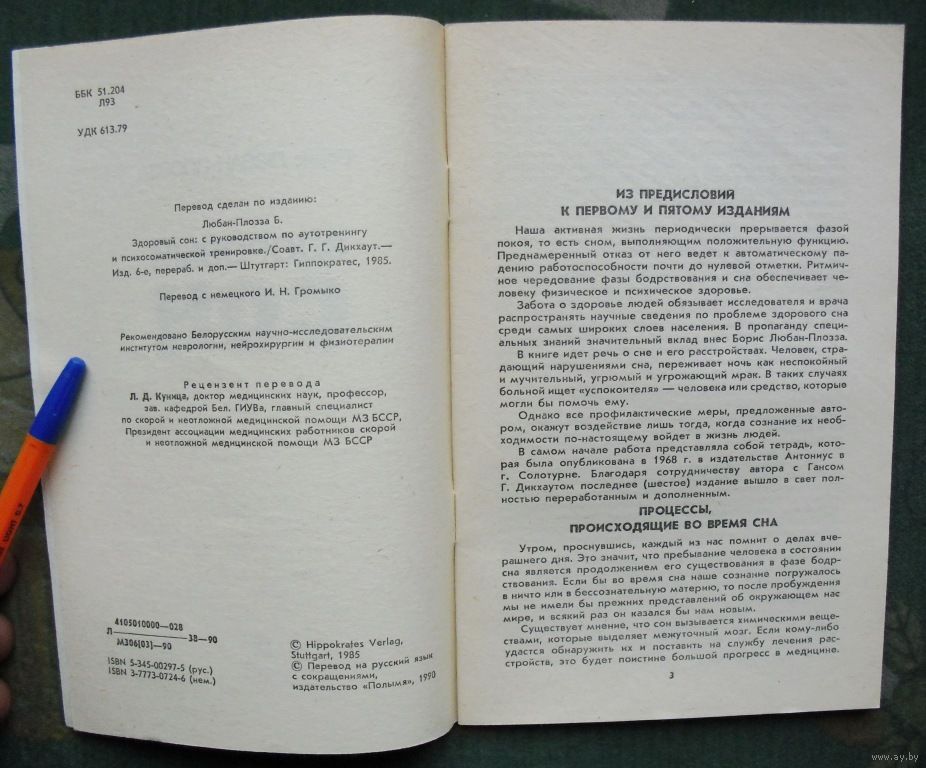 ББК 51.204
Л93
УДК 613.79
Перевод сделан по изданию:
Любан-Плозза Б.
Здоровый сон: с руководством по аутотренингу
и психосоматической тренировке./Соавт. Г. Г. Дикхаут.—
Изд. 6-е, перераб. и доп.— Штутгарт: Гиппократес, 1985.
Перевод с немецкого И. Н. Громыко
Рекомендовано Белорусским научно-исследовательским
институтом неврологии, нейрохирургии и физиотерапии
Рецензент перевода
Л. Д. Куница, доктор медицинских наук, профессор,
зав. кафедрой Бел. ГИУВа, главный специалист
по скорой и неотложной медицинской помощи МЗ БССР,
Президент ассоциации медицинских работников скорой
и неотложной медицинской помощи МЗ БССР
4105010000—028
Л———38—90
М306(03)—90
ISBN 5-345-00297-5 (рус.)
ISBN 3-7773-0724-6 (нем.)
© Hippokrates Verlag,
Stuttgart, 1985
© Перевод на русский язык
с сокращениями,
издательство «Полымя», 1990
ИЗ ПРЕДИСЛОВИЙ
К ПЕРВОМУ И ПЯТОМУ ИЗДАНИЯМ
Наша активная жизнь периодически прерывается фазой
покоя, то есть сном, выполняющим положительную функцию.
Преднамеренный отказ от него ведет к автоматическому па-
дению работоспособности почти до нулевой отметки. Ритмич-
ное чередование фазы бодрствования и сна обеспечивает че-
ловеку физическое и психическое здоровье.
Забота о здоровье людей обязывает исследователя и врача
распространять научные сведения по проблеме здорового сна
среди самых широких слоев населения. В пропаганду специ-
альных знаний значительный вклад внес Борис Любан-Плозза.
В книге идет речь о сне и его расстройствах. Человек, стра-
дающий нарушениями сна, переживает ночь как неспокойный
и мучительный, угрюмый и угрожающий мрак. В таких случаях
больной ищет «успокоителя» — человека или средство, которые
могли бы помочь ему.
Однако все профилактические меры, предложенные авто-
ром, окажут воздействие лишь тогда, когда сознание их необ-
ходимости по-настоящему войдет в жизнь людей.
В самом начале работа представляла собой тетрадь, кото-
рая была опубликована в 1968 г. в издательстве Антониус в
г. Солотурне. Благодаря сотрудничеству автора с Гансом
Г. Дикхаутом последнее (шестое) издание вышло в свет пол-
ностью переработанным и дополненным.
ПРОЦЕССЫ,
ПРОИСХОДЯЩИЕ ВО ВРЕМЯ СНА
Утром, проснувшись, каждый из нас помнит о делах вче-
рашнего дня. Это значит, что пребывание человека в состоянии
сна является продолжением его существования в фазе бодр-
ствования. Если бы во время сна наше сознание погружалось
в ничто или в бессознательную материю, то после пробуждения
мы не имели бы прежних представлений об окружающем нас
мире, и всякий раз он казался бы нам новым.
Существует мнение, что сон вызывается химическими веще-
ствами, которые выделяет межуточный мозг. Если кому-либо
удастся обнаружить их и поставить на службу лечения рас-
стройств, это будет поистине большой прогресс в медицине.
3
www.ay.by